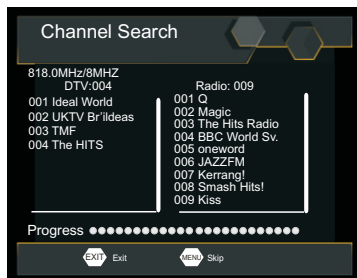 Channel Search
818.0MHz/8MHZ
DTV:004
001 Ideal World
002 UKTV Br'ildeas
003 TMF
004 The HITS
Radio: 009
001 Q
002 Magic
003 The Hits Radio
004 BBC World Sv.
005 oneword
006 JAZZFM
007 Kerrang!
008 Smash Hits!
009 Kiss
Progress
EXIT Exit
MENU Skip